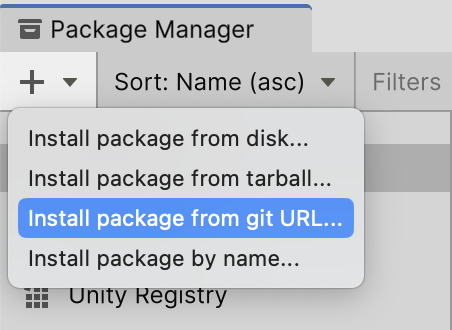 Package Manager
Sort: Name (asc)
Filters
Install package from disk...
Install package from tarball...
Install package from git URL...
Install package by name...
Unity Registry